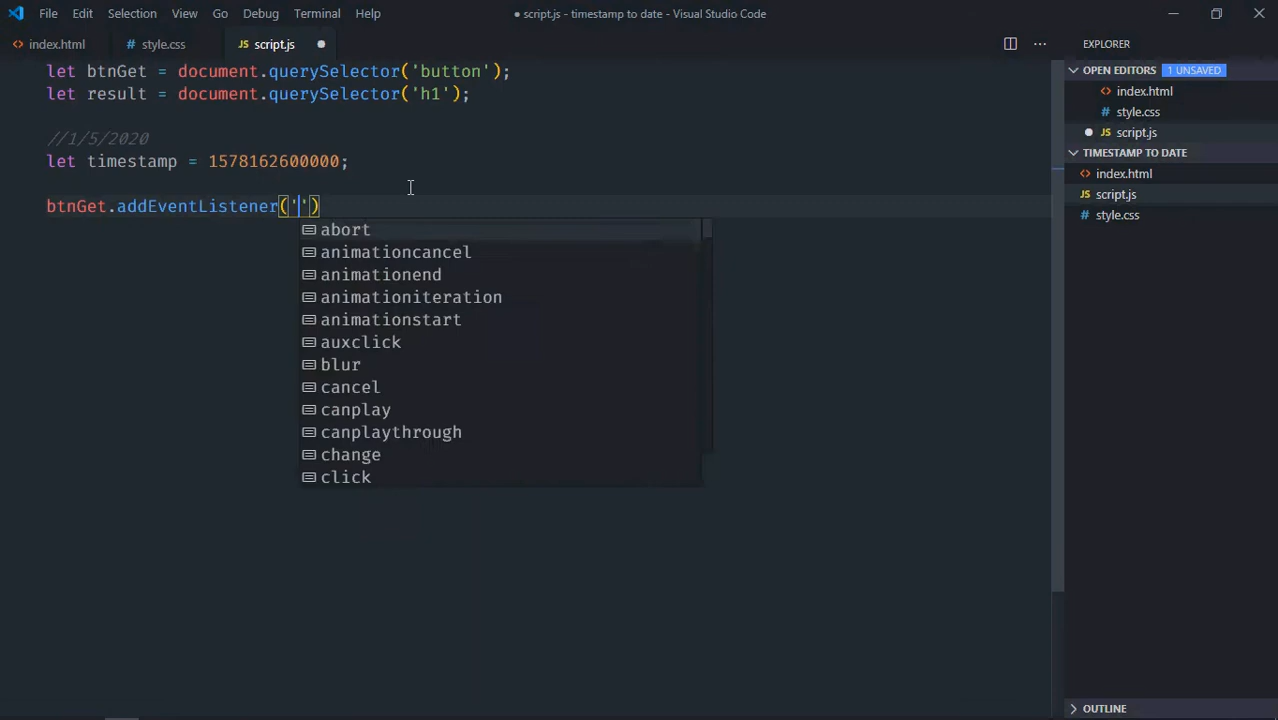 File Edit Selection View Go Debug Terminal Help ● script.js - timestamp to date - Visual Studio Code
index.html # style.css JS script.js
let btnGet = document.querySelector('button');
let result = document.querySelector('h1');
//1/5/2020
let timestamp = 1578162600000;
btnGet.addEventListener('')
abort
animationcancel
animationend
animationiteration
animationstart
auxclick
blur
cancel
canplay
canplaythrough
change
click
EXPLORER
OPEN EDITORS 1 UNSAVED
index.html
# style.css
JS script.js
TIMESTAMP TO DATE
index.html
JS script.js
# style.css
OUTLINE